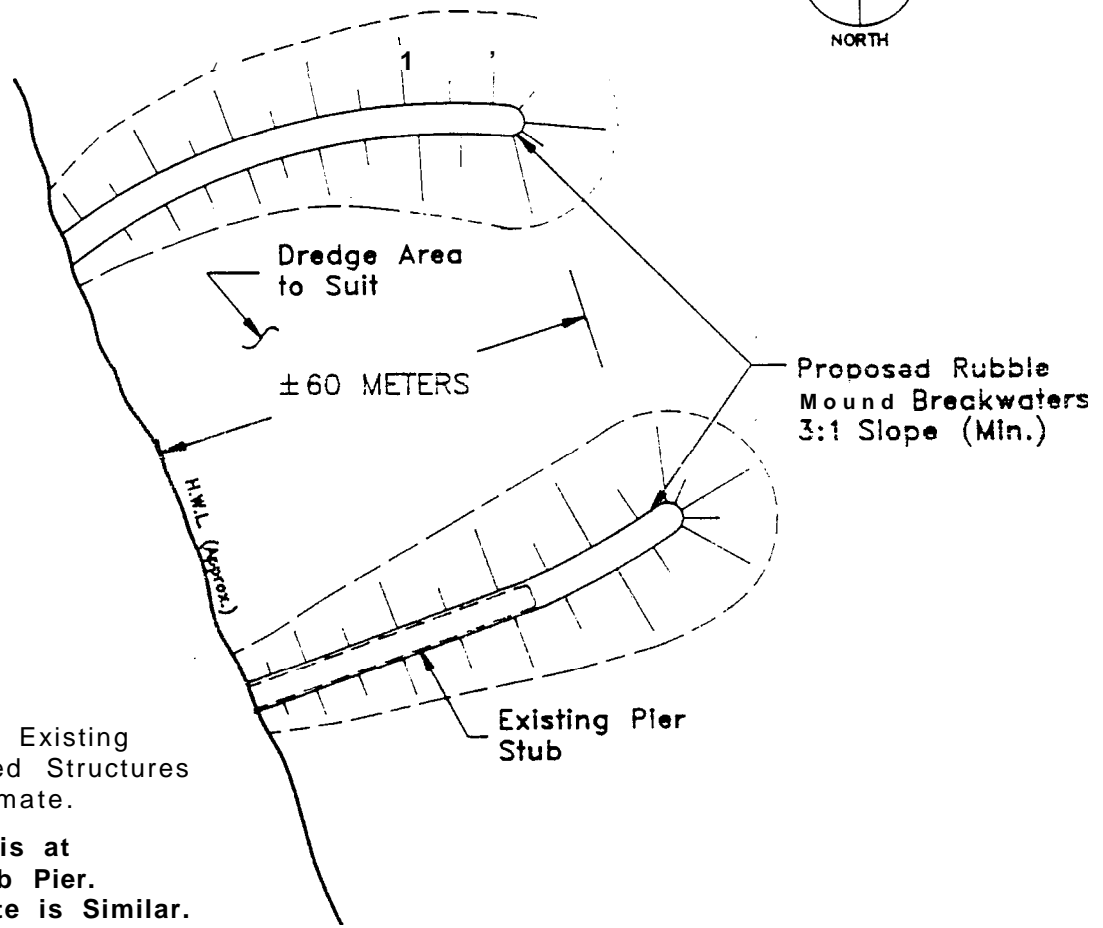 NORTH
1 ’
Dredge Area
to Suit
±60 METERS
Proposed Rubble
Mound Breakwaters
3:1 Slope (Min.)
H.W.L (Approx.)
Existing Pier
Stub
Existing
ed Structures
mate.
is at
b Pier.
te is Similar.